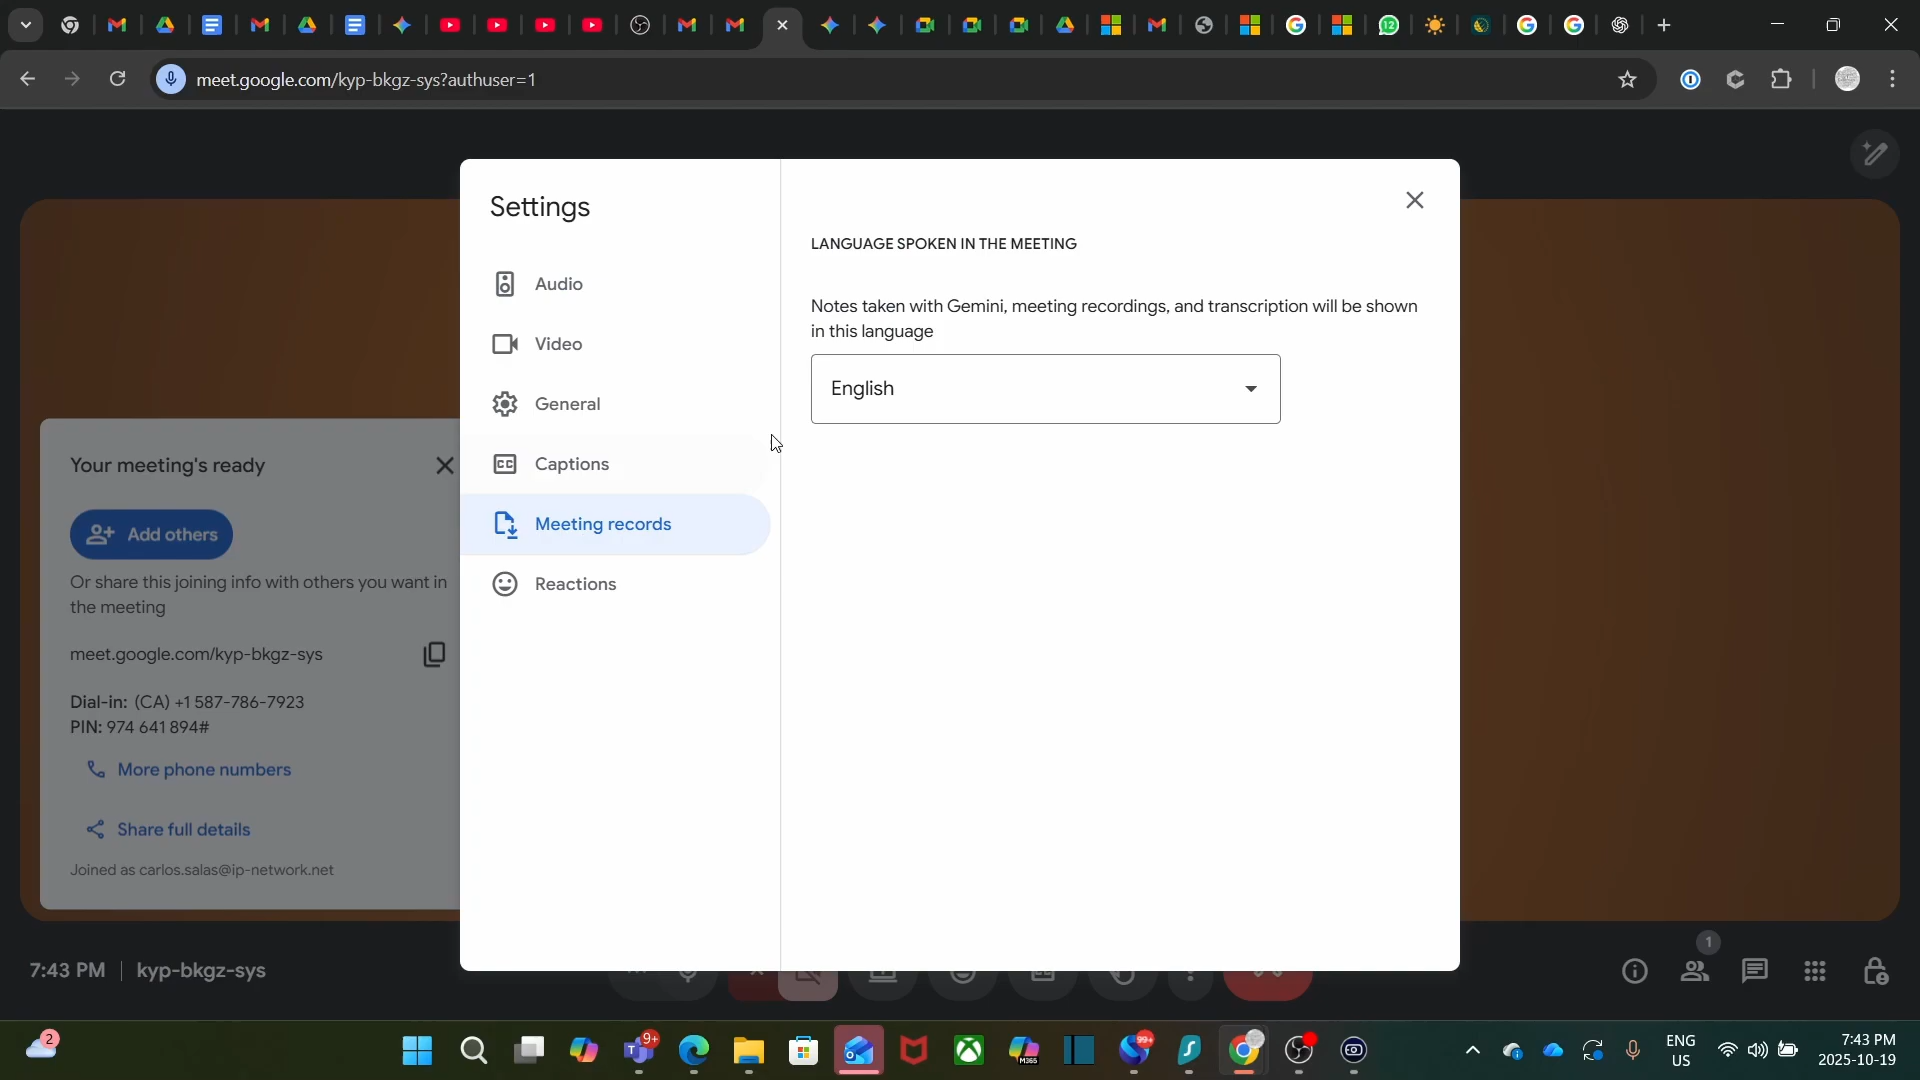 meet.google.com/kyp-bkgz-sys?authuser=1
Settings
Audio
Video
General
Captions
Meeting records
Reactions
LANGUAGE SPOKEN IN THE MEETING
Notes taken with Gemini, meeting recordings, and transcription will be shown
in this language
English
Your meeting's ready
Add others
Or share this joining info with others you want in
the meeting
meet.google.com/kyp-bkgz-sys
Dial-in: (CA) +1 587-786-7923
PIN: 974 641 894#
More phone numbers
Share full details
Joined as carlos.salas@ip-network.net
7:43 PM | kyp-bkgz-sys
1
2
9+
M365
99+
12
ENG
US
7:43 PM
2025-10-19